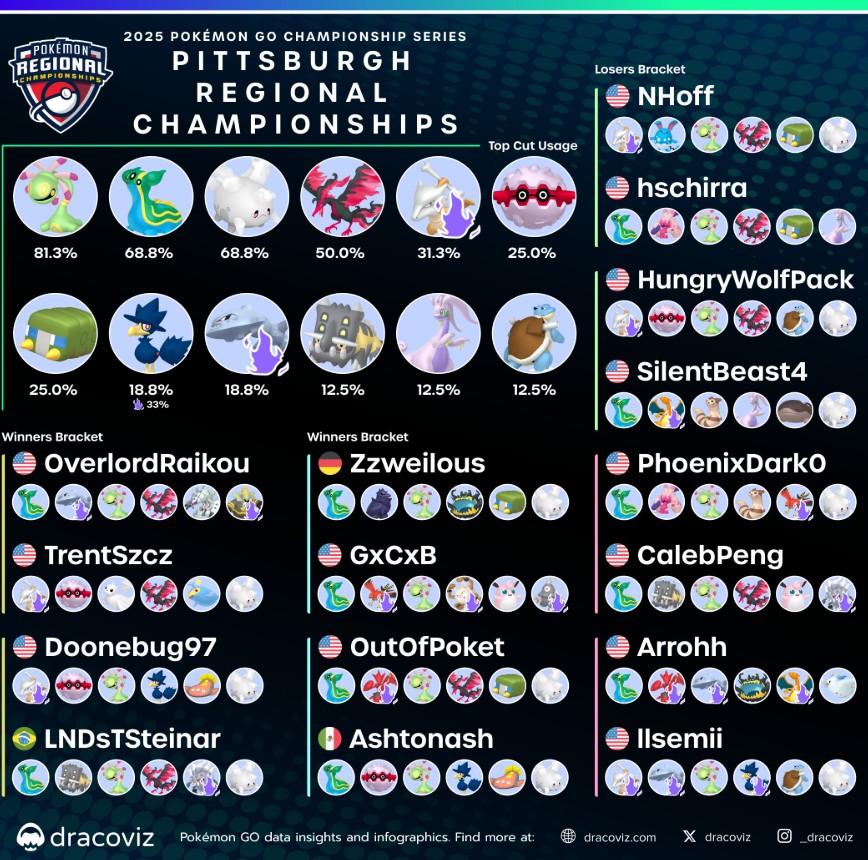 POKÉMON
REGIONAL
CHAMPIONSHIPS
2025 POKÉMON GO CHAMPIONSHIP SERIES
PITTSBURGH
REGIONAL
CHAMPIONSHIPS
Top Cut Usage
81.3%
68.8%
68.8%
50.0%
31.3%
25.0%
25.0%
18.8%
33%
18.8%
12.5%
12.5%
12.5%
Winners Bracket
OverlordRaikou
TrentSzcz
Doonebug97
LNDsTSteinar
Winners Bracket
Zzweilous
GxCxB
OutOfPoket
Ashtonash
Losers Bracket
NHoff
hschirra
HungryWolfPack
SilentBeast4
PhoenixDark0
CalebPeng
Arrohh
llsemii
dracoviz
Pokémon GO data insights and infographics. Find more at:
dracoviz.com
dracoviz
_dracoviz